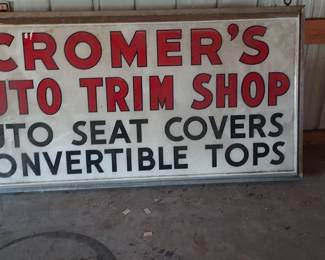 CROMER'S
UTO TRIM SHOP
UTO SEAT COVERS
ONVERTIBLE TOPS